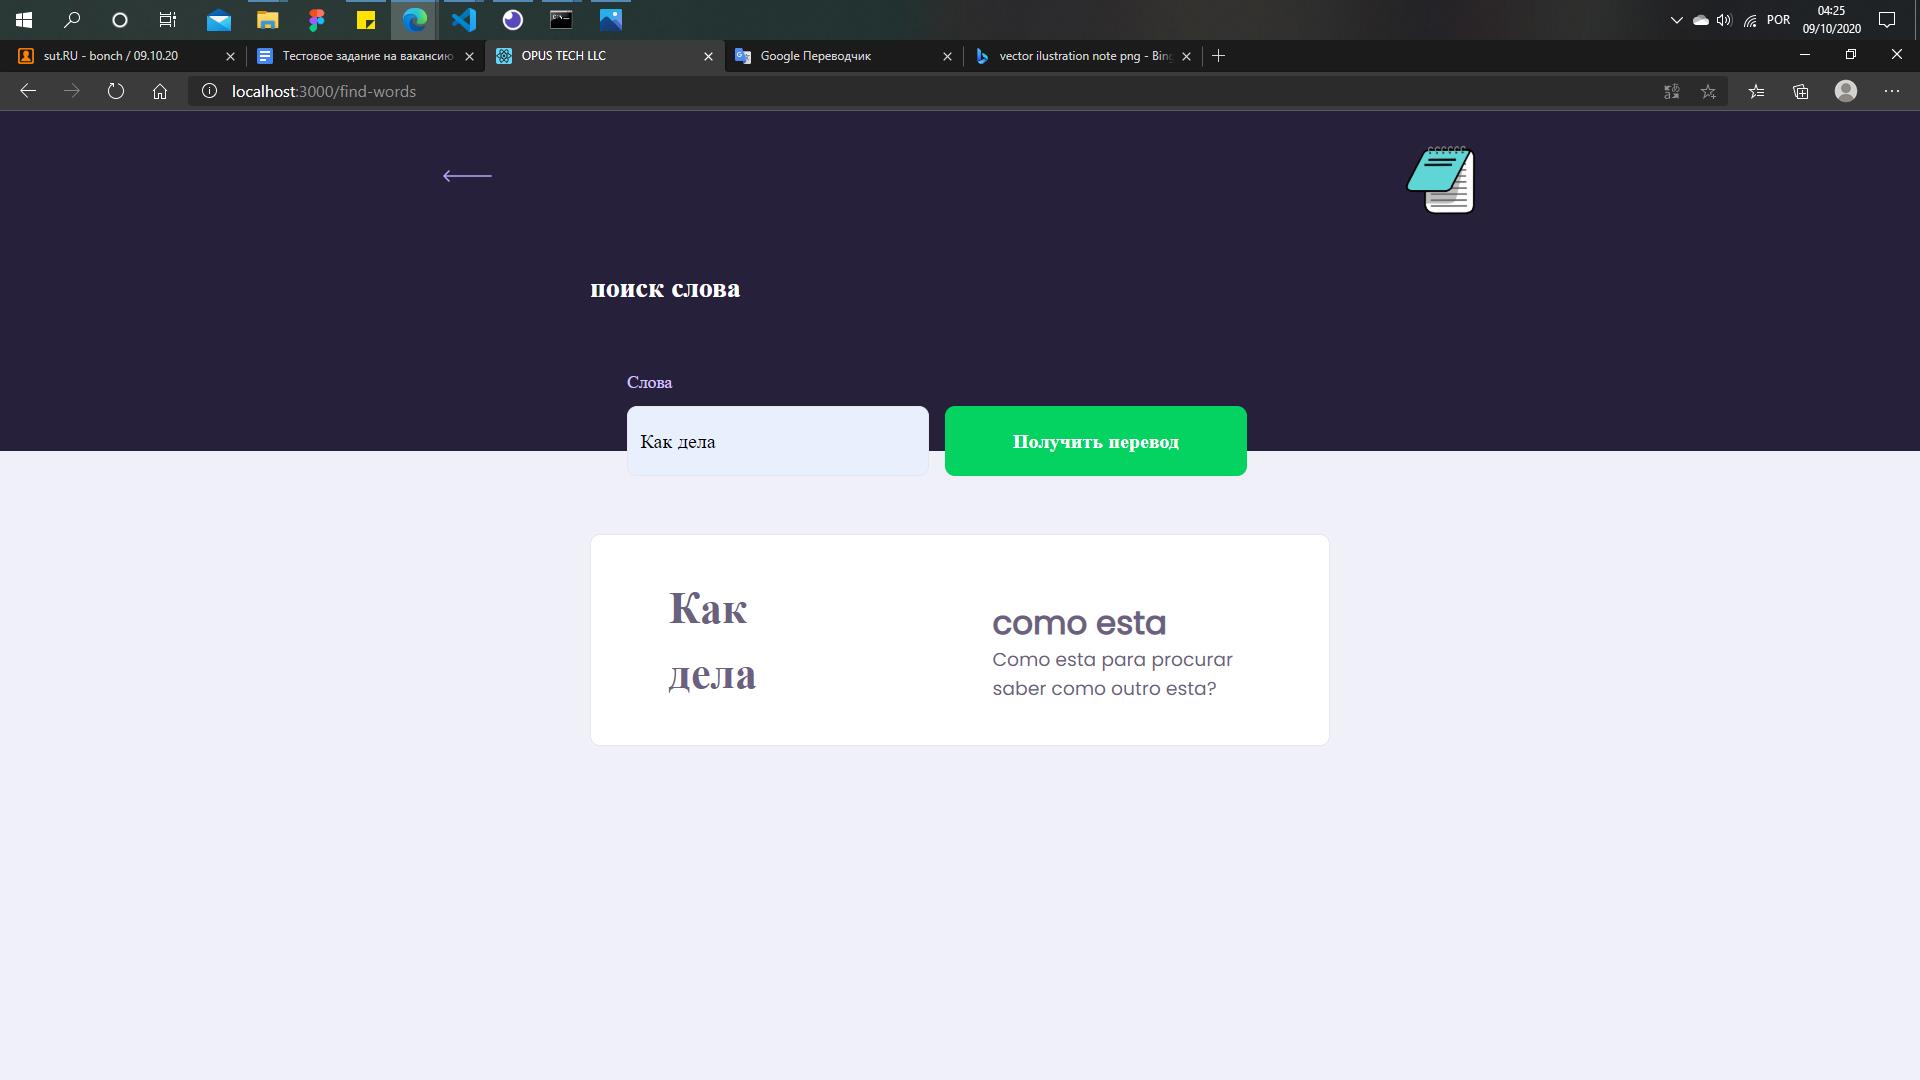 04:25
POR
09/10/2020
sut.RU - bonch / 09.10.20
Тестовое задание на вакансию
OPUS TECH LLC
Google Переводчик
vector ilustration note png - Bing
localhost:3000/find-words
поиск слова
Слова
Как дела
Получить перевод
Как
дела
como esta
Como esta para procurar
saber como outro esta?